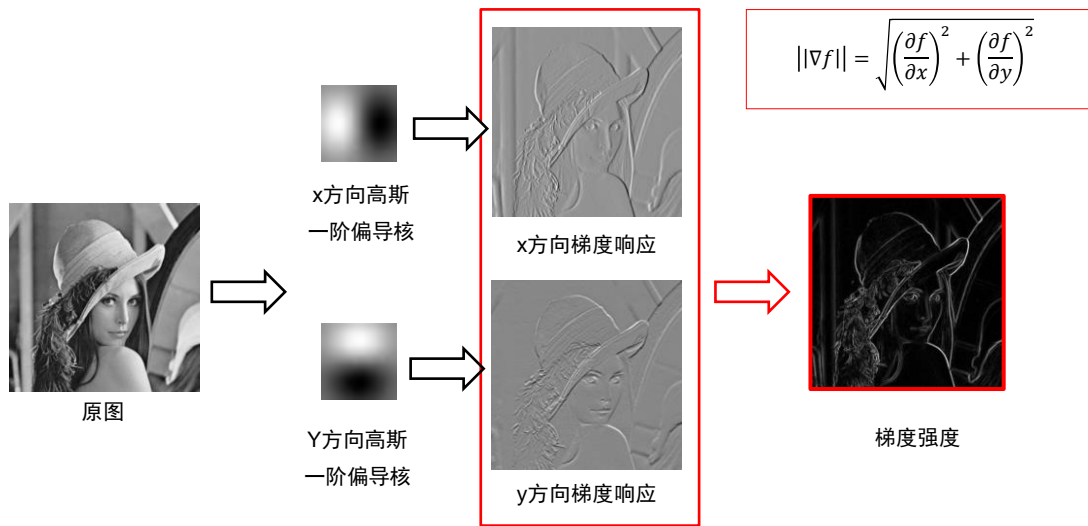 ||∇f|| = √((∂f/∂x)² + (∂f/∂y)²)
x方向高斯
一阶偏导核
x方向梯度响应
原图
Y方向高斯
一阶偏导核
y方向梯度响应
梯度强度